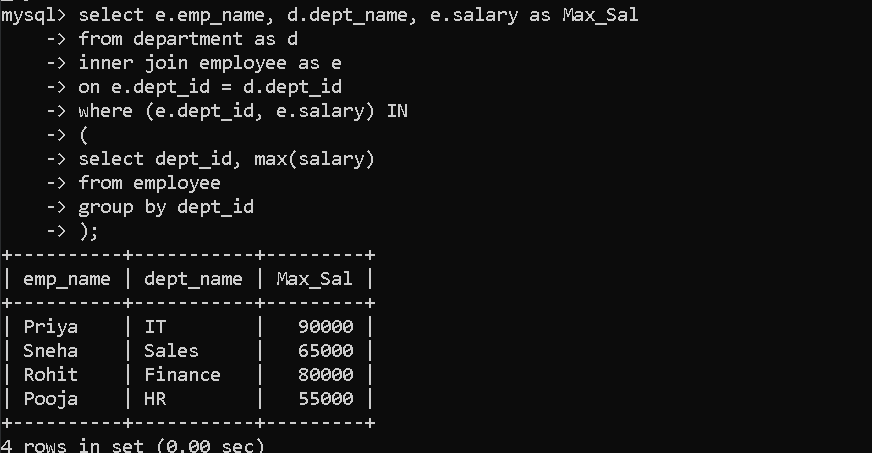 mysql> select e.emp_name, d.dept_name, e.salary as Max_Sal
    -> from department as d
    -> inner join employee as e
    -> on e.dept_id = d.dept_id
    -> where (e.dept_id, e.salary) IN
    -> (
    -> select dept_id, max(salary)
    -> from employee
    -> group by dept_id
    -> );
+----------+-----------+---------+
| emp_name | dept_name | Max_Sal |
+----------+-----------+---------+
| Priya    | IT        |   90000 |
| Sneha    | Sales     |   65000 |
| Rohit    | Finance   |   80000 |
| Pooja    | HR        |   55000 |
+----------+-----------+---------+
4 rows in set (0.00 sec)